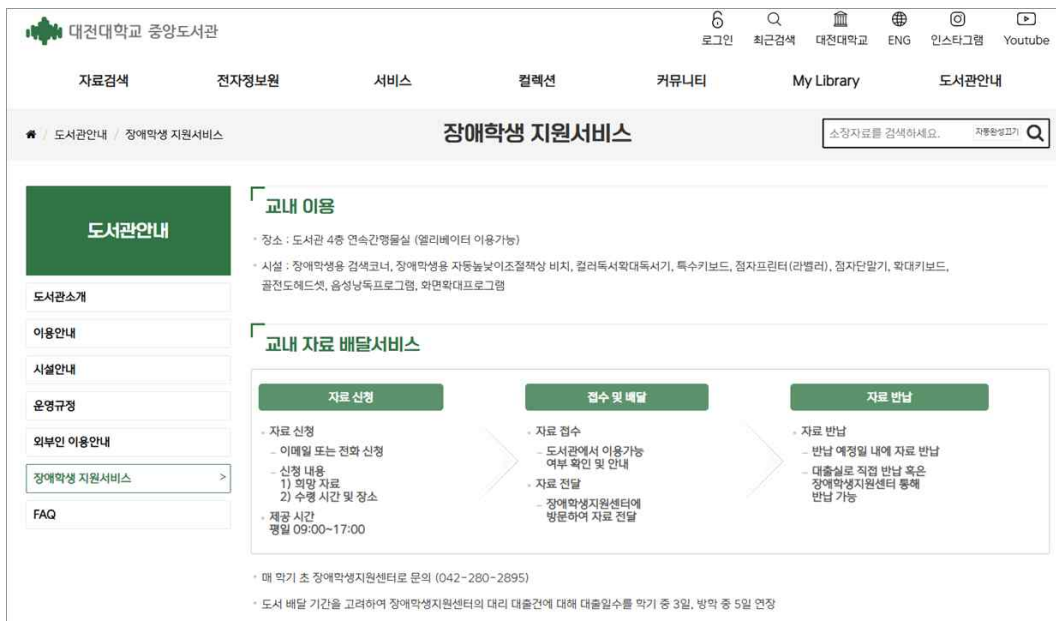 대전대학교 중앙도서관
로그인 최근검색 대전대학교 ENG 인스타그램 Youtube
자료검색 전자정보원 서비스 컬렉션 커뮤니티 My Library 도서관안내
/ 도서관안내 / 장애학생 지원서비스
장애학생 지원서비스
소장자료를 검색하세요. 자동완성끄기
도서관안내
도서관소개
이용안내
시설안내
운영규정
외부인 이용안내
장애학생 지원서비스 >
FAQ
교내 이용
장소 : 도서관 4층 연속간행물실 (엘리베이터 이용가능)
시설 : 장애학생용 검색코너, 장애학생용 자동높낮이조절책상 비치, 컬러독서확대독서기, 특수키보드, 점자프린터(라벨러), 점자단말기, 확대키보드,
골전도헤드셋, 음성낭독프로그램, 화면확대프로그램
교내 자료 배달서비스
자료 신청
자료 신청
– 이메일 또는 전화 신청
– 신청 내용
1) 희망 자료
2) 수령 시간 및 장소
제공 시간
평일 09:00~17:00
접수 및 배달
자료 접수
– 도서관에서 이용가능
여부 확인 및 안내
자료 전달
– 장애학생지원센터에
방문하여 자료 전달
자료 반납
자료 반납
– 반납 예정일 내에 자료 반납
– 대출실로 직접 반납 혹은
장애학생지원센터 통해
반납 가능
매 학기 초 장애학생지원센터로 문의 (042-280-2895)
도서 배달 기간을 고려하여 장애학생지원센터의 대리 대출건에 대해 대출일수를 학기 중 3일, 방학 중 5일 연장